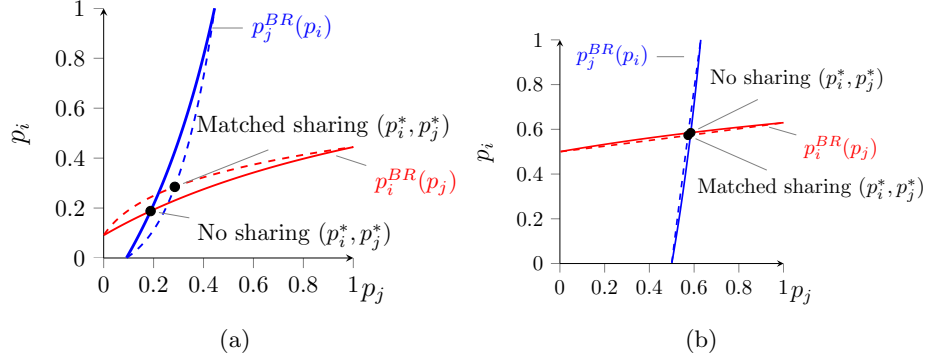 1
0.8
0.6
0.4
0.2
0
0
0.2
0.4
0.6
0.8
1
p_i
p_j
p_j^{BR}(p_i)
Matched sharing (p_i^*, p_j^*)
p_i^{BR}(p_j)
No sharing (p_i^*, p_j^*)
(a)
1
0.8
0.6
0.4
0.2
0
0
0.2
0.4
0.6
0.8
1
p_i
p_j
p_j^{BR}(p_i)
No sharing (p_i^*, p_j^*)
p_i^{BR}(p_j)
Matched sharing (p_i^*, p_j^*)
(b)